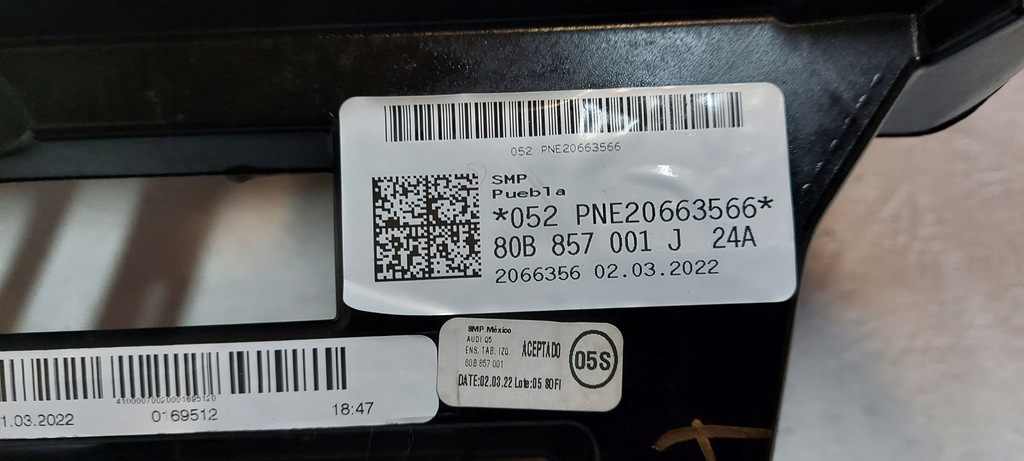 052 PNE20663566
SMP
Puebla
*052 PNE20663566*
80B 857 001 J 24A
2066356 02.03.2022
SMP México
AUDI Q5
ENS. TAB. IZQ.
80B 857 001
ACEPTADO
05S
DATE:02.03.22 Lote:05 80FI
1.03.2022
0169512
18:47